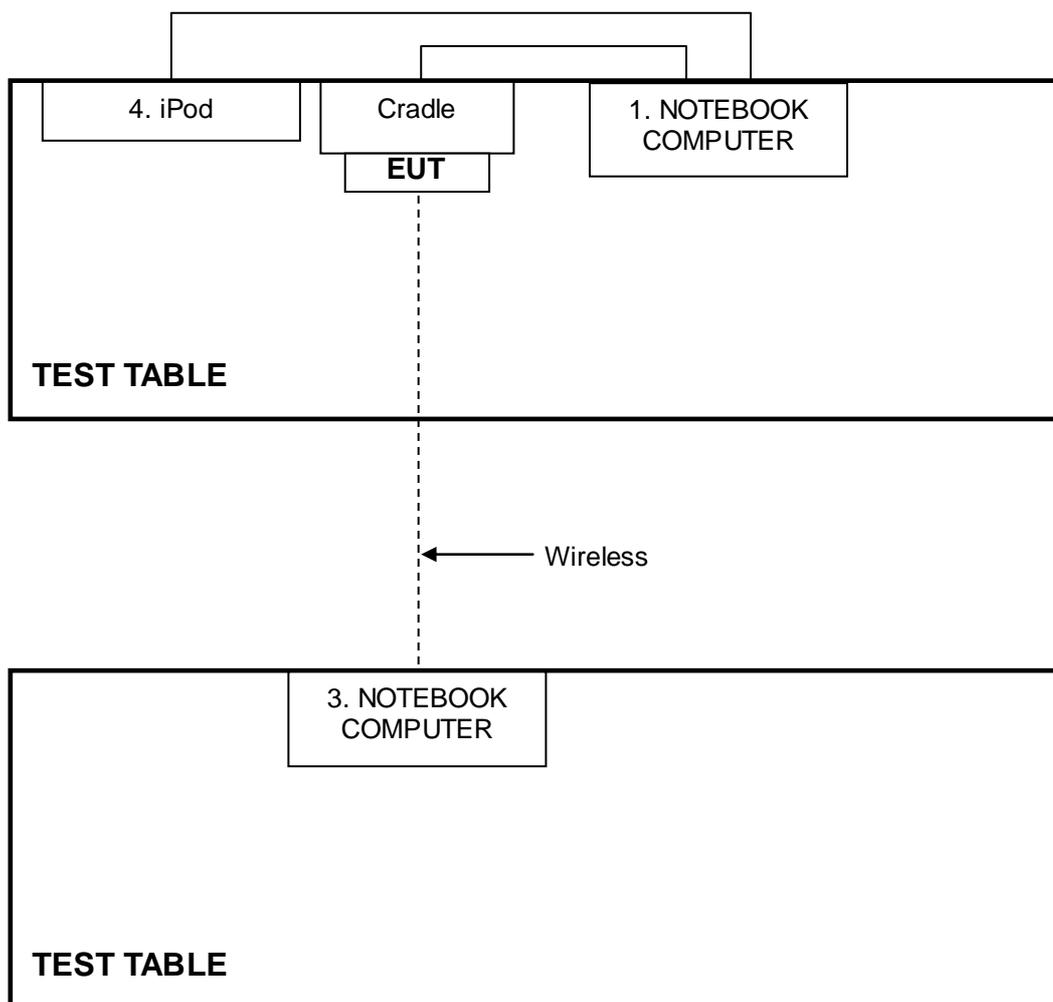 4. iPod
Cradle
1. NOTEBOOK
COMPUTER
EUT
TEST TABLE
Wireless
3. NOTEBOOK
COMPUTER
TEST TABLE